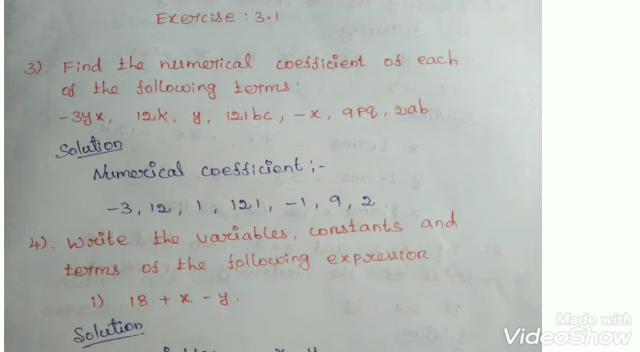 Exercise : 3.1
3). Find the numerical coefficient of each
of the following terms:
-3yx, 12k, y, 121bc, -x, 9pq, 2ab
Solution
Numerical coefficient :-
-3, 12, 1, 121, -1, 9, 2
4). Write the variables, constants and
terms of the following expression
i) 18 + x - y.
Solution
Made with
VideoShow